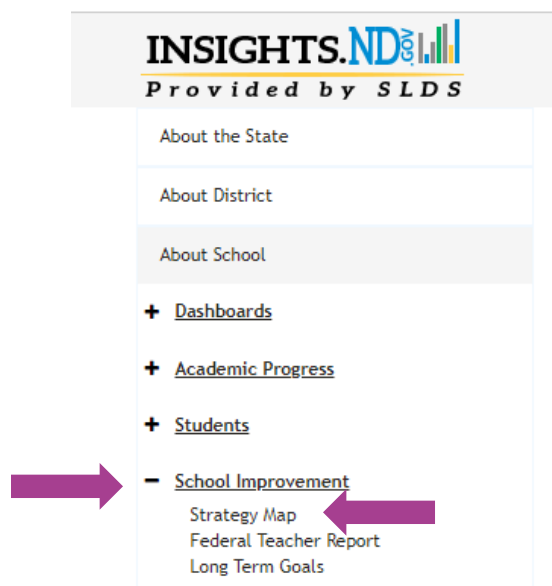 INSIGHTS.ND.gov
Provided by SLDS
About the State
About District
About School
+ Dashboards
+ Academic Progress
+ Students
− School Improvement
Strategy Map
Federal Teacher Report
Long Term Goals